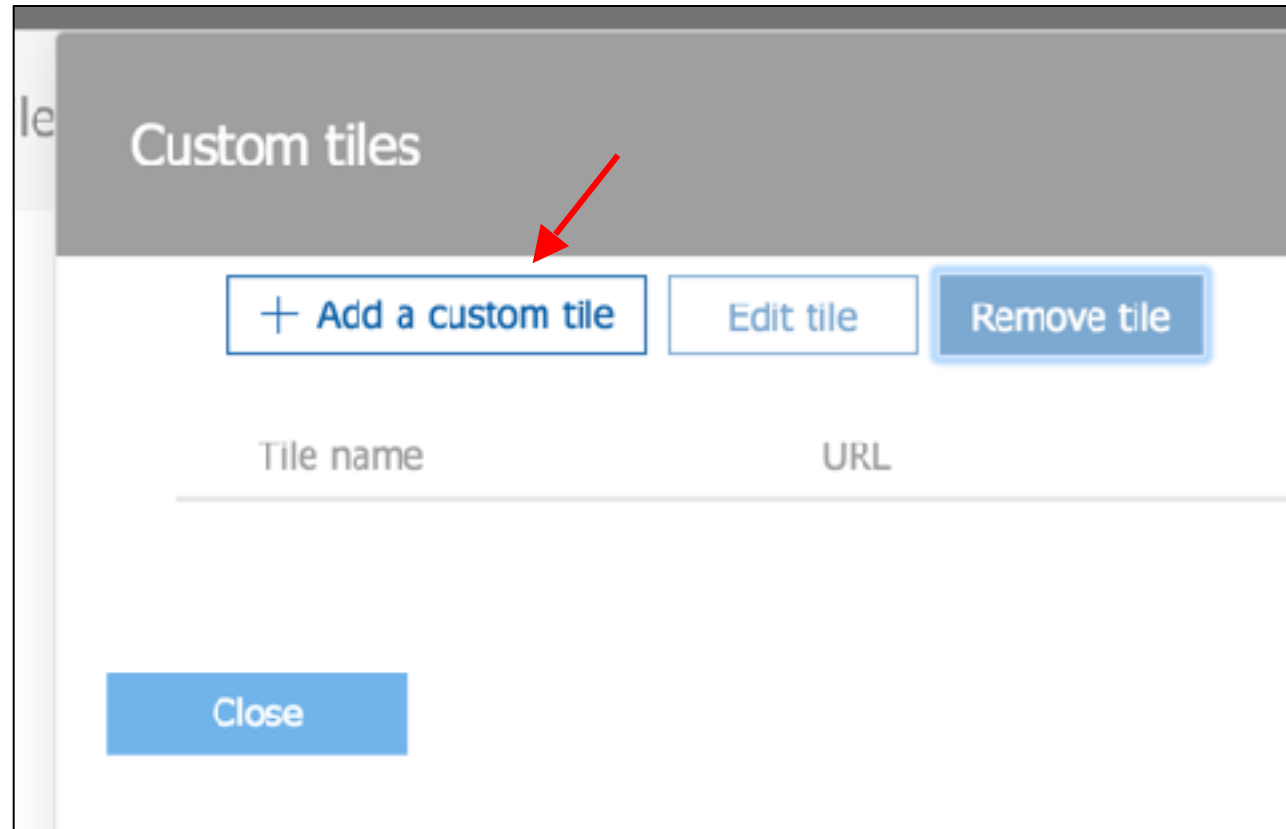 le
Custom tiles
+ Add a custom tile Edit tile Remove tile
Tile name URL
Close